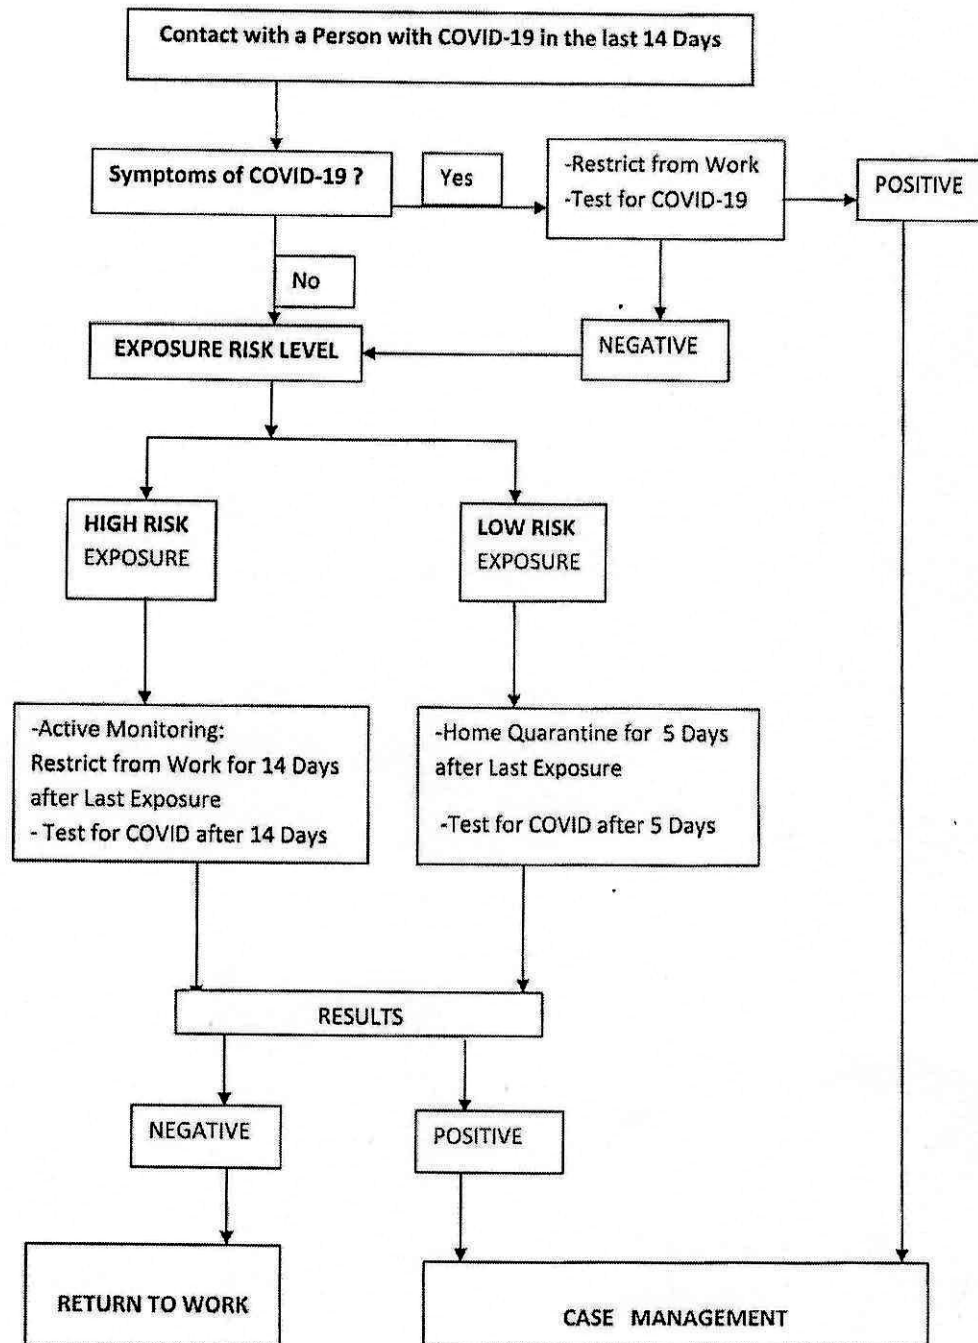 Contact with a Person with COVID-19 in the last 14 Days
Symptoms of COVID-19 ?
Yes
-Restrict from Work
-Test for COVID-19
POSITIVE
No
EXPOSURE RISK LEVEL
NEGATIVE
HIGH RISK
EXPOSURE
LOW RISK
EXPOSURE
-Active Monitoring:
Restrict from Work for 14 Days
after Last Exposure
- Test for COVID after 14 Days
-Home Quarantine for 5 Days
after Last Exposure
-Test for COVID after 5 Days
RESULTS
NEGATIVE
POSITIVE
RETURN TO WORK
CASE MANAGEMENT